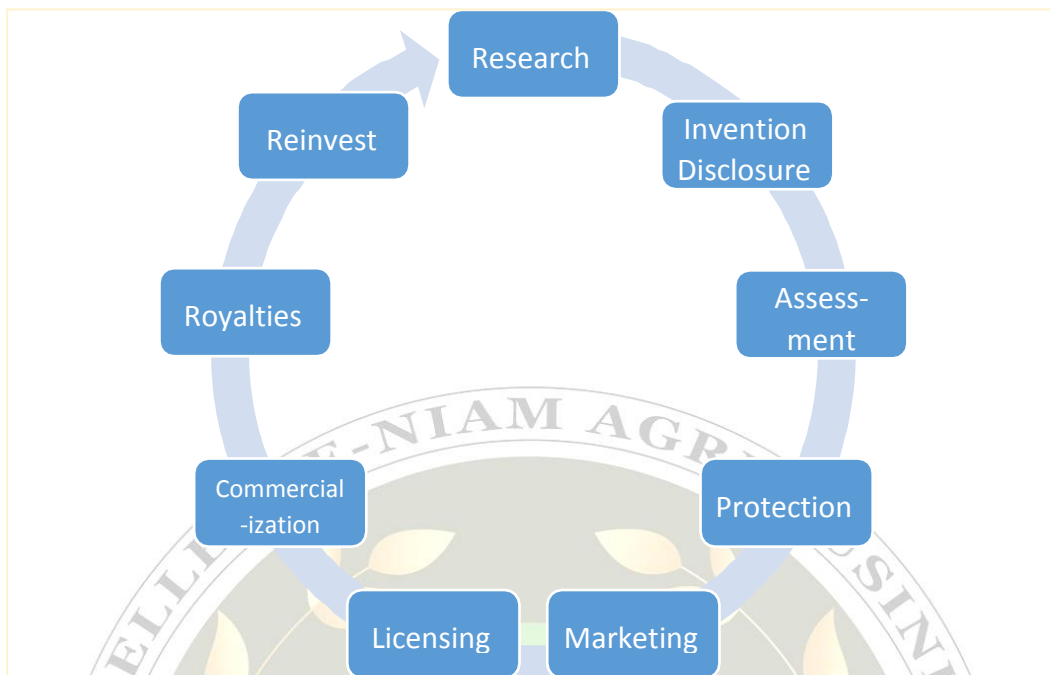 Research
Invention
Disclosure
Assess-
ment
Protection
Marketing
Licensing
Commercial
-ization
Royalties
Reinvest